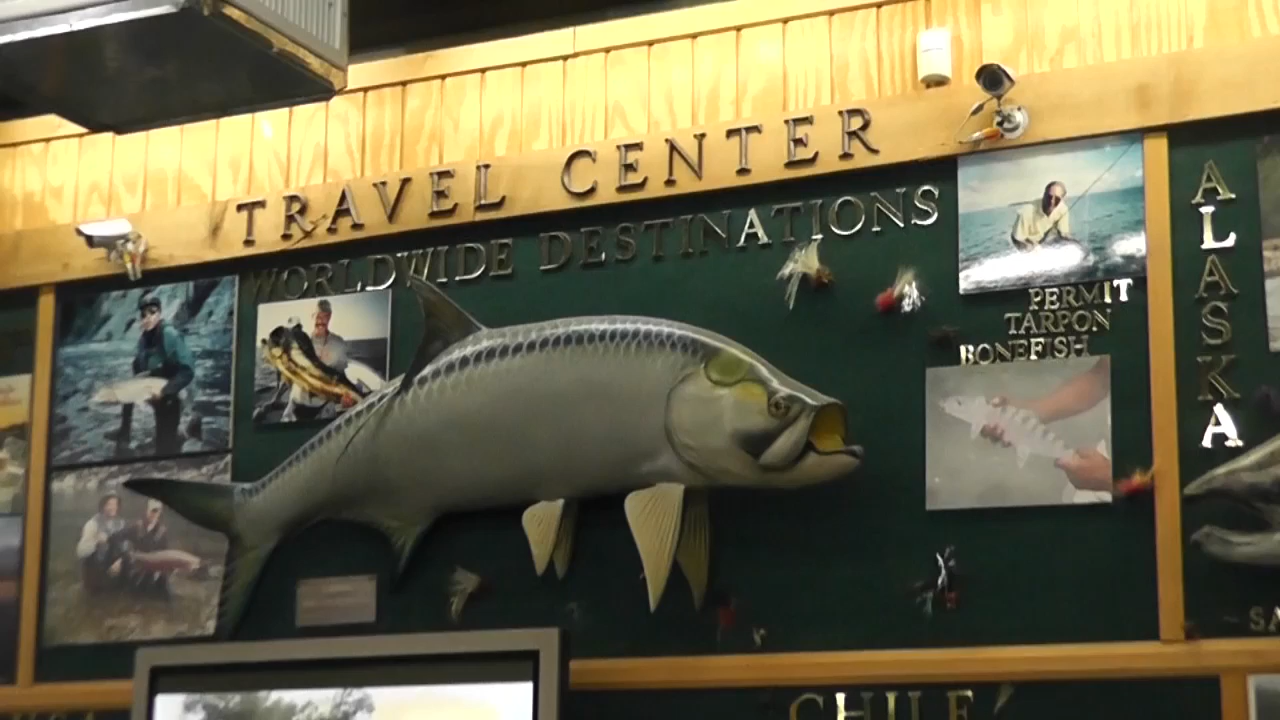 TRAVEL CENTER
WORLDWIDE DESTINATIONS
PERMIT
TARPON
BONEFISH
ALASKA
CHILE